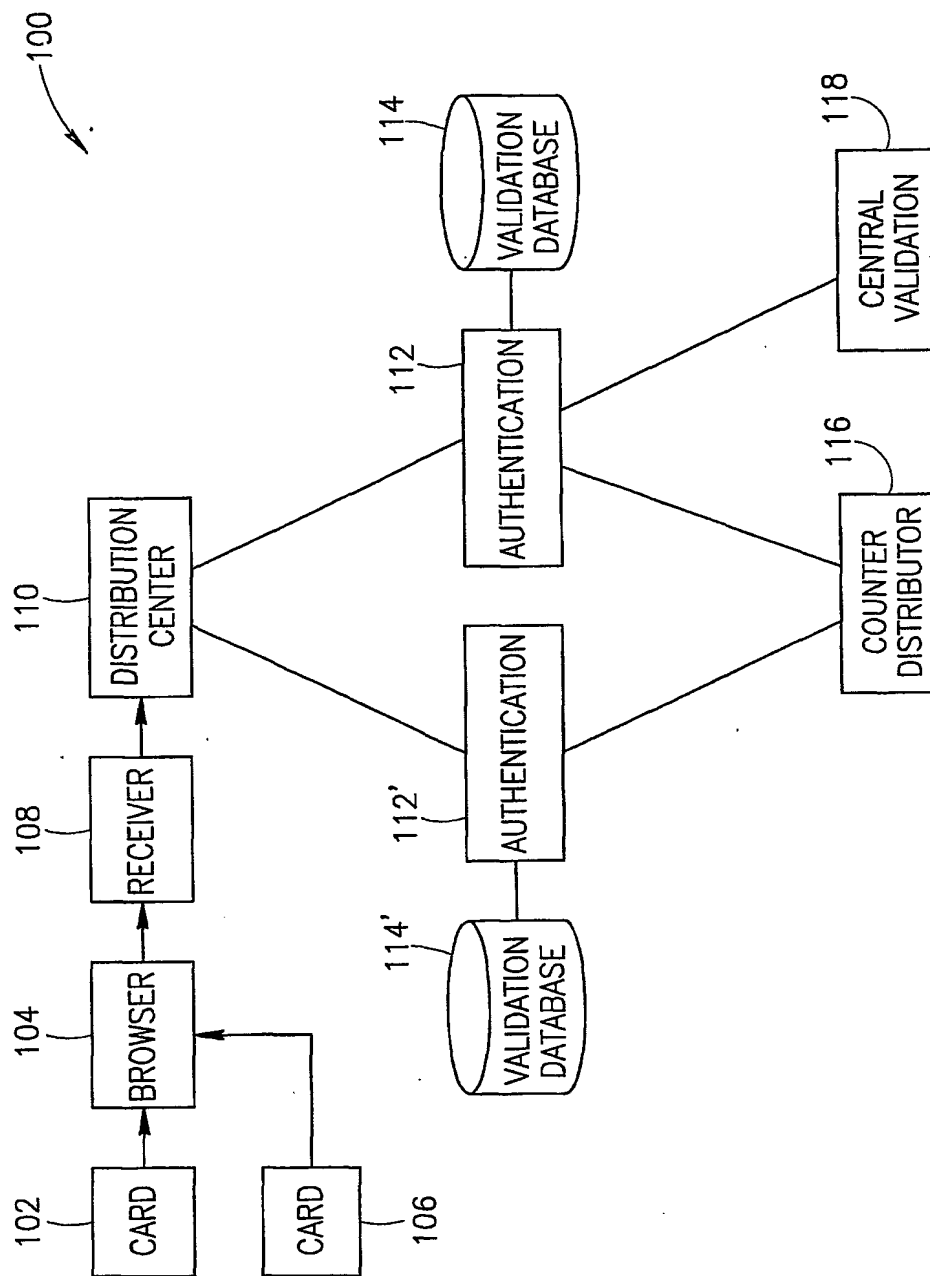 100
102
CARD
104
BROWSER
108
RECEIVER
110
DISTRIBUTION
CENTER
106
CARD
114'
VALIDATION
DATABASE
112'
AUTHENTICATION
112
AUTHENTICATION
114
VALIDATION
DATABASE
116
COUNTER
DISTRIBUTOR
118
CENTRAL
VALIDATION